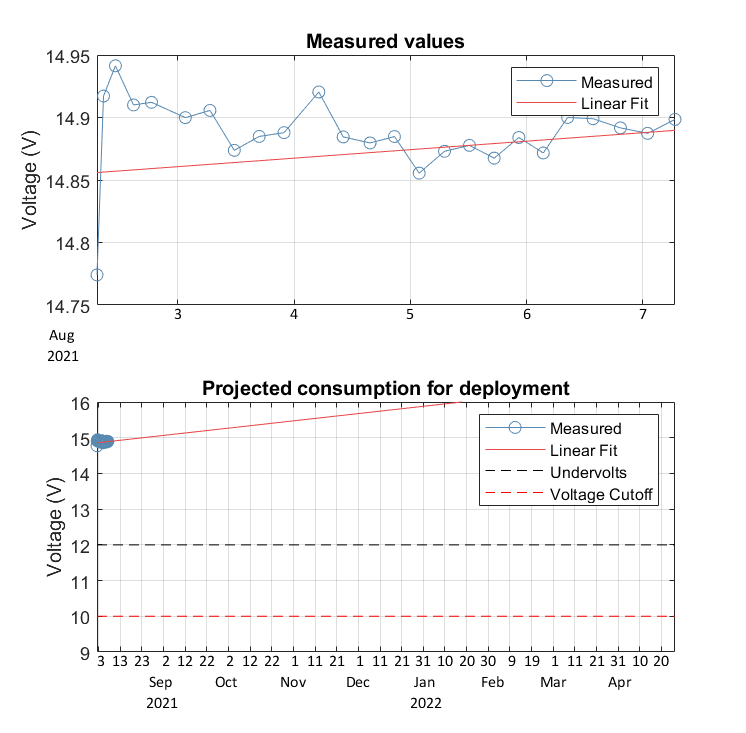 Measured values
14.95
14.9
14.85
14.8
14.75
Voltage (V)
Measured
Linear Fit
3 4 5 6 7
Aug
2021
Projected consumption for deployment
16
15
14
13
12
11
10
9
Voltage (V)
Measured
Linear Fit
Undervolts
Voltage Cutoff
3 13 23 2 12 22 2 12 22 1 11 21 1 11 21 31 10 20 30 9 19 1 11 21 31 10 20
Sep Oct Nov Dec Jan Feb Mar Apr
2021 2022